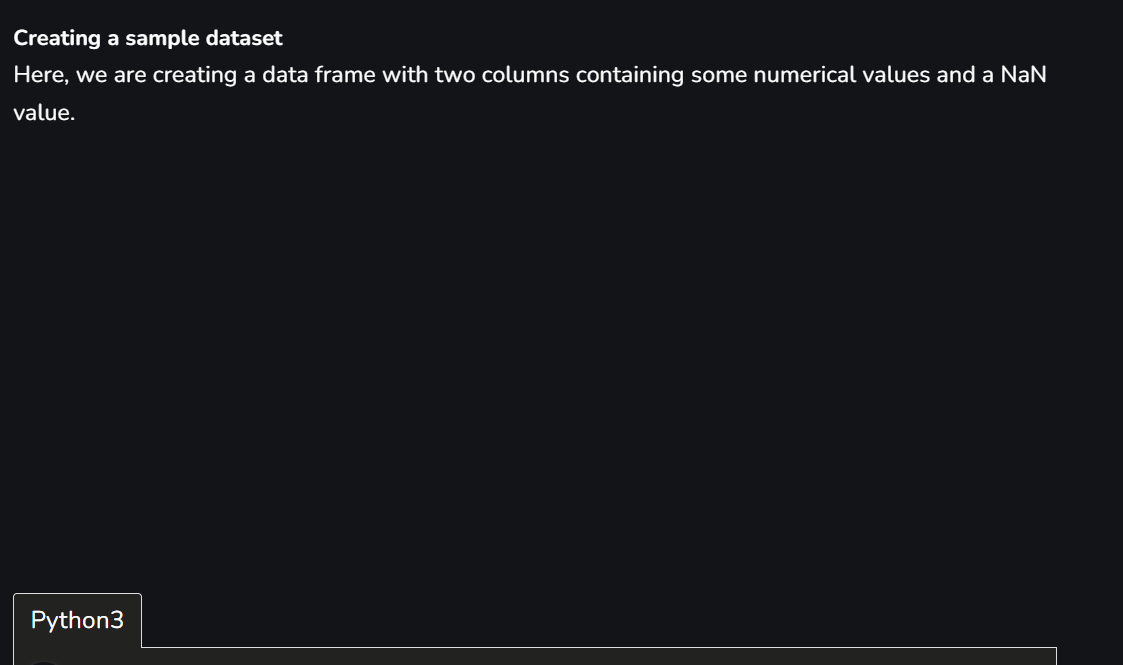 Creating a sample dataset
Here, we are creating a data frame with two columns containing some numerical values and a NaN
value.
Python3